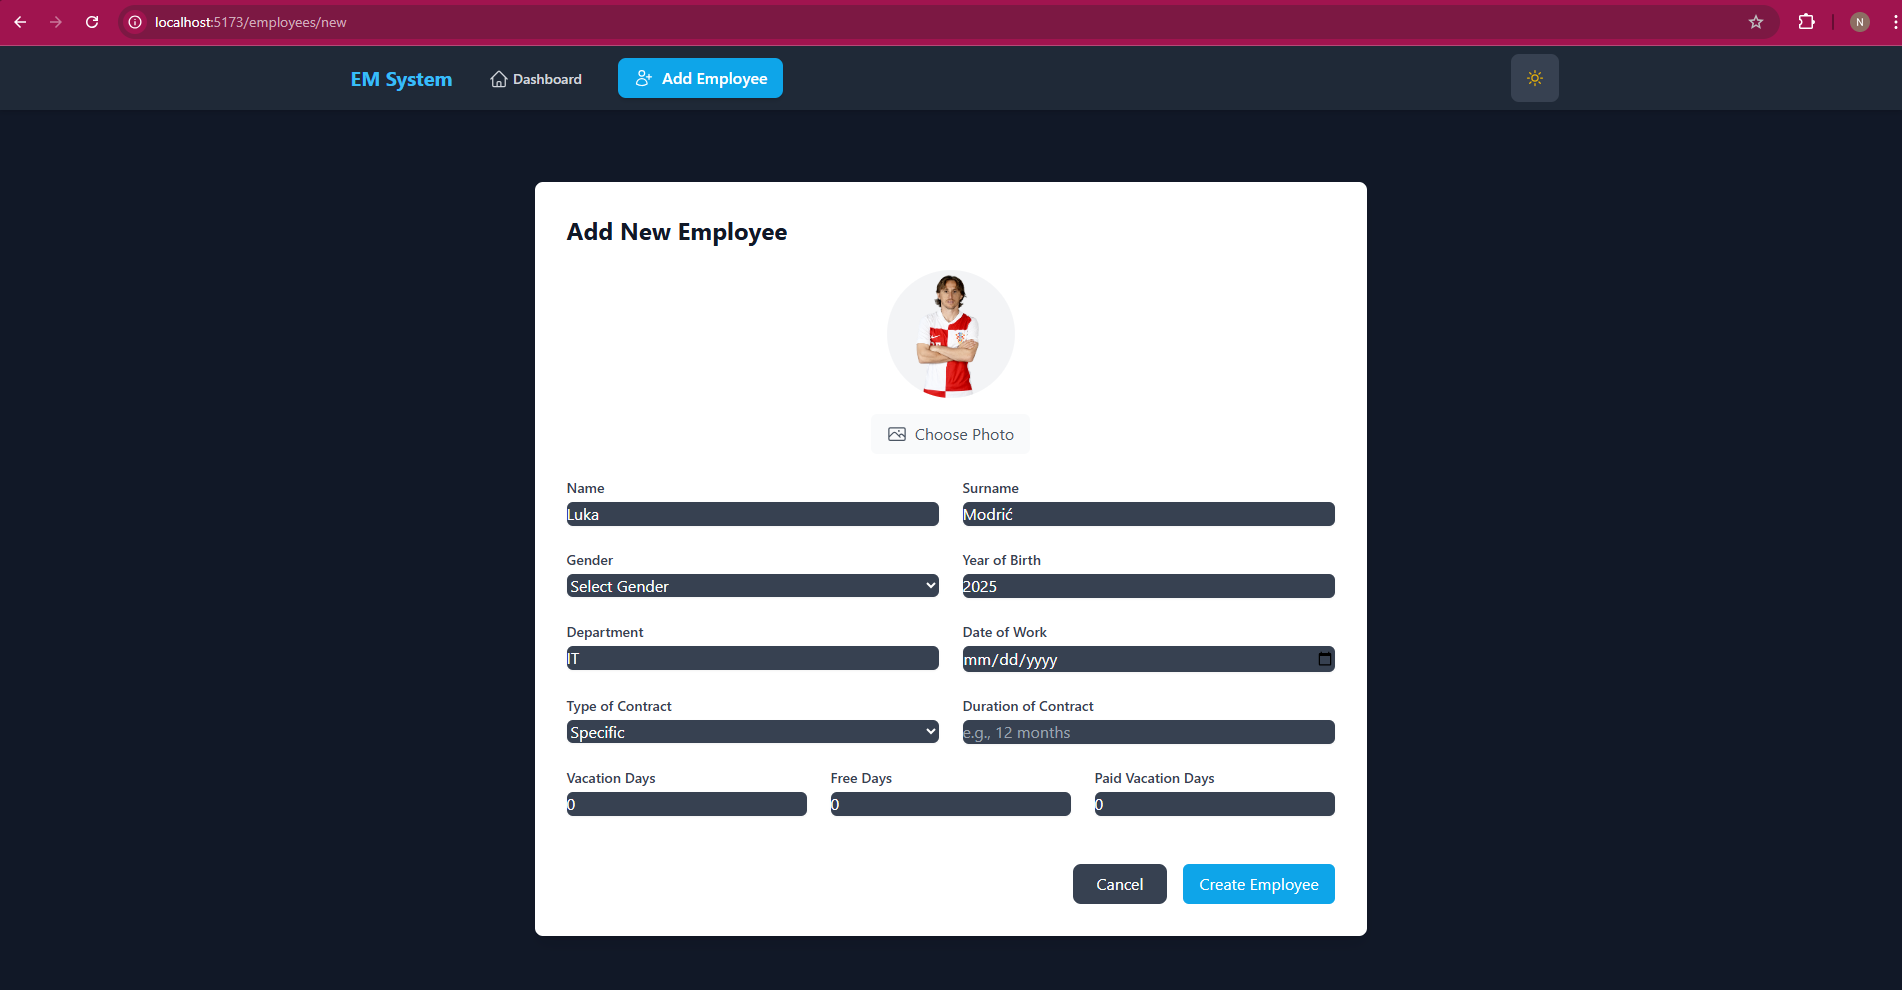 localhost:5173/employees/new
N
EM System Dashboard Add Employee
Add New Employee
Choose Photo
Name Surname
Luka Modrić
Gender Year of Birth
Select Gender 2025
Department Date of Work
IT mm/dd/yyyy
Type of Contract Duration of Contract
Specific e.g., 12 months
Vacation Days Free Days Paid Vacation Days
0 0 0
Cancel Create Employee